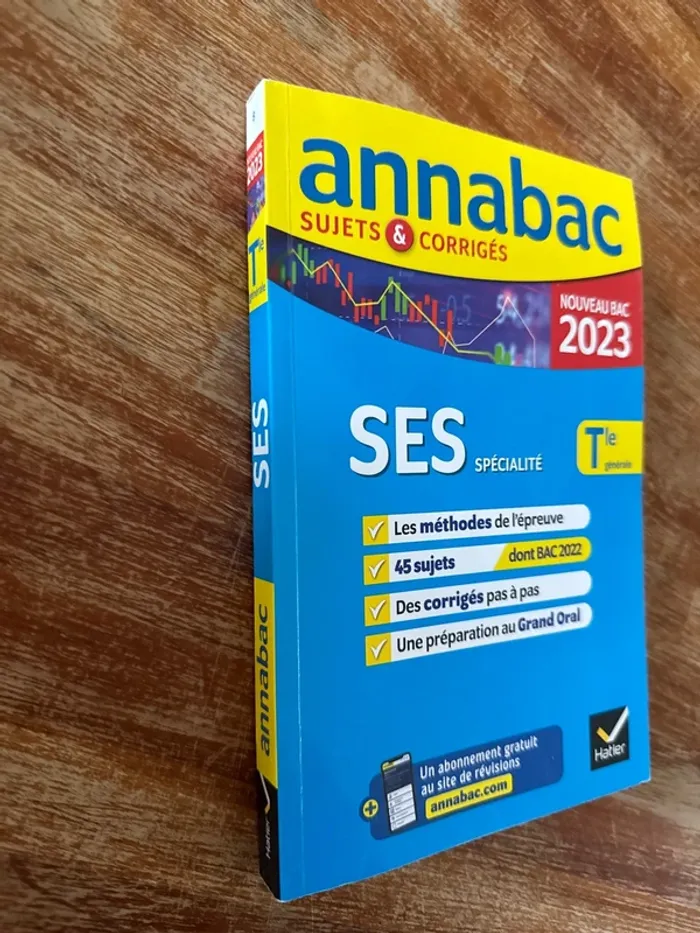 annabac
SUJETS & CORRIGÉS
NOUVEAU BAC
2023
SES SPÉCIALITÉ
Tle
générale
Les méthodes de l'épreuve
45 sujets dont BAC 2022
Des corrigés pas à pas
Une préparation au Grand Oral
+ Un abonnement gratuit
au site de révisions
annabac.com
Hatier
2023
Tle
générale
SES
annabac
Hatier